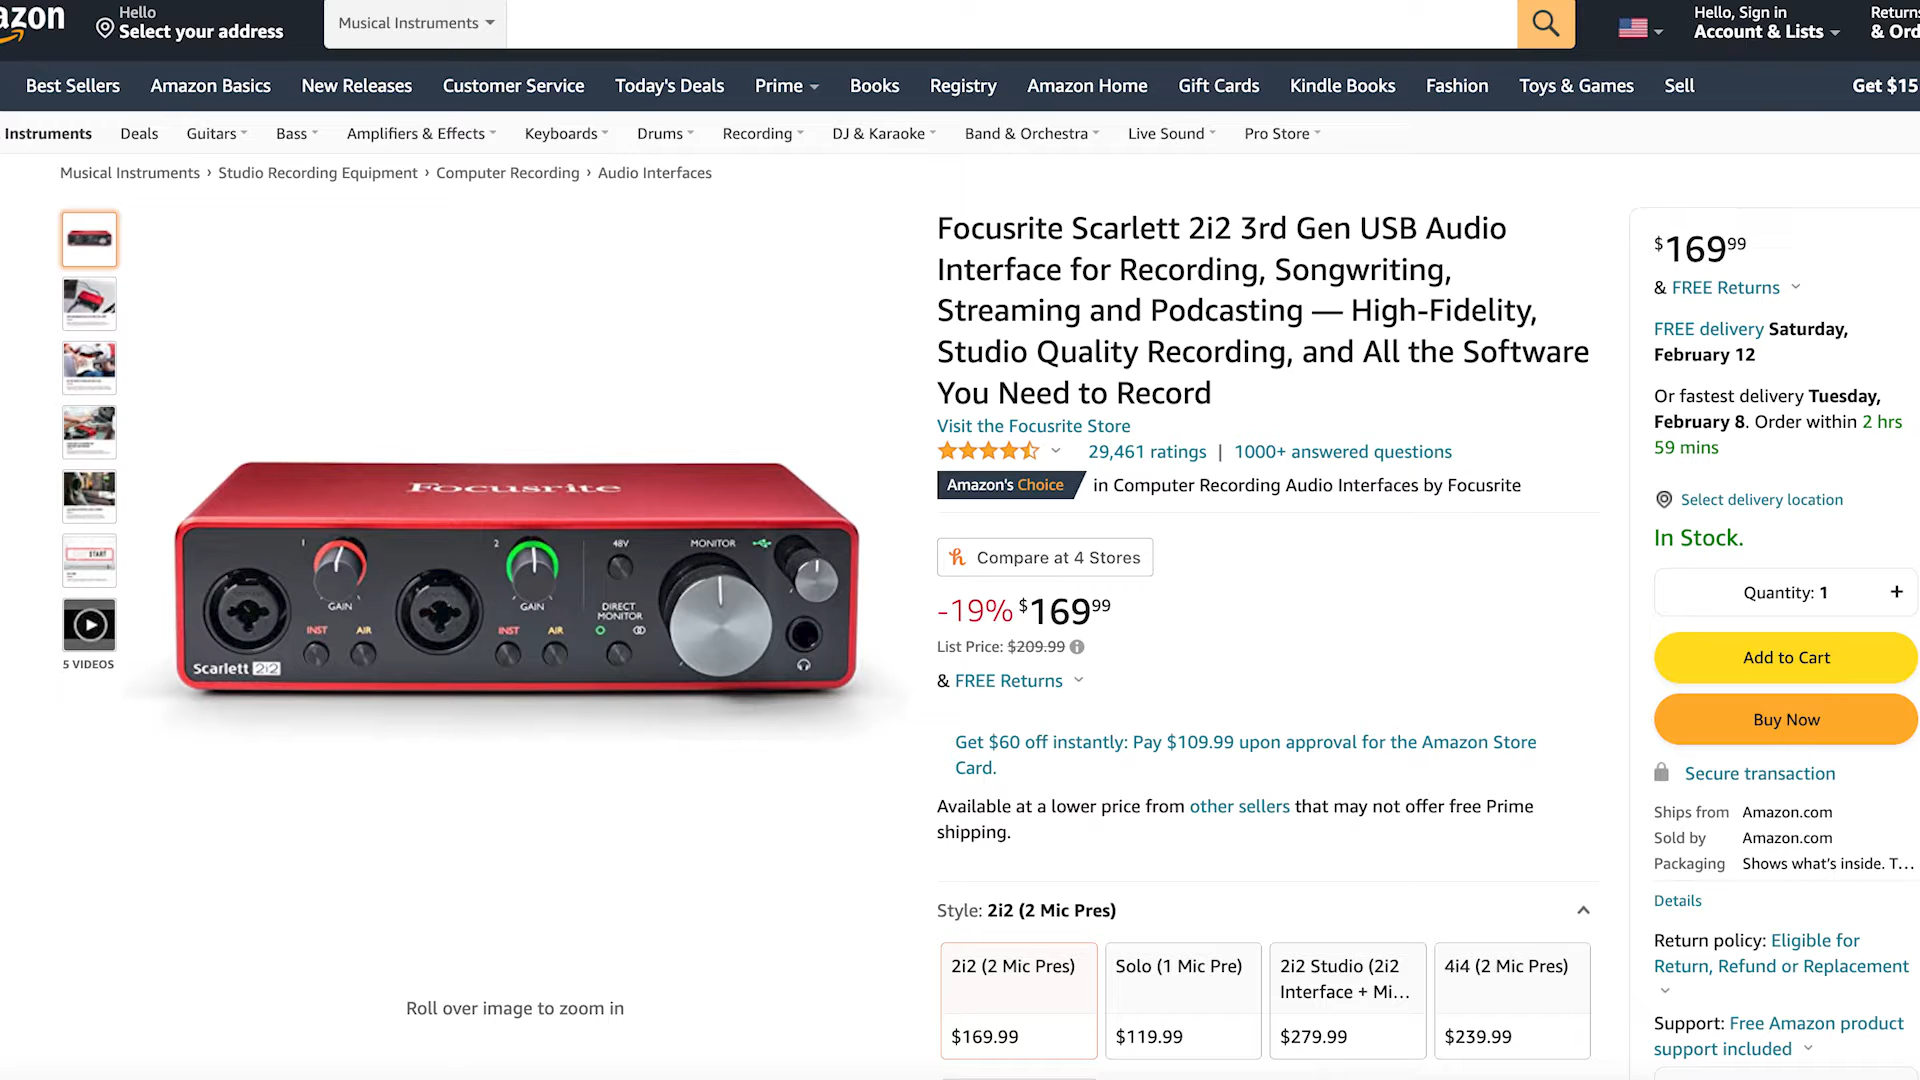 azon
Hello
Select your address
Musical Instruments
Hello, Sign in
Account & Lists
Returns
& Ord
Best Sellers
Amazon Basics
New Releases
Customer Service
Today's Deals
Prime
Books
Registry
Amazon Home
Gift Cards
Kindle Books
Fashion
Toys & Games
Sell
Get $15
Instruments
Deals
Guitars
Bass
Amplifiers & Effects
Keyboards
Drums
Recording
DJ & Karaoke
Band & Orchestra
Live Sound
Pro Store
Musical Instruments › Studio Recording Equipment › Computer Recording › Audio Interfaces
START
5 VIDEOS
Focusrite
1
GAIN
INST
AIR
2
GAIN
INST
AIR
48V
DIRECT
MONITOR
MONITOR
Scarlett 2i2
Roll over image to zoom in
Focusrite Scarlett 2i2 3rd Gen USB Audio
Interface for Recording, Songwriting,
Streaming and Podcasting — High-Fidelity,
Studio Quality Recording, and All the Software
You Need to Record
Visit the Focusrite Store
29,461 ratings | 1000+ answered questions
Amazon's Choice in Computer Recording Audio Interfaces by Focusrite
Compare at 4 Stores
-19% $169 99
List Price: $209.99
& FREE Returns
Get $60 off instantly: Pay $109.99 upon approval for the Amazon Store
Card.
Available at a lower price from other sellers that may not offer free Prime
shipping.
Style: 2i2 (2 Mic Pres)
2i2 (2 Mic Pres)
$169.99
Solo (1 Mic Pre)
$119.99
2i2 Studio (2i2
Interface + Mi...
$279.99
4i4 (2 Mic Pres)
$239.99
$169 99
& FREE Returns
FREE delivery Saturday,
February 12
Or fastest delivery Tuesday,
February 8. Order within 2 hrs
59 mins
Select delivery location
In Stock.
Quantity: 1 +
Add to Cart
Buy Now
Secure transaction
Ships from Amazon.com
Sold by Amazon.com
Packaging Shows what's inside. T...
Details
Return policy: Eligible for
Return, Refund or Replacement
Support: Free Amazon product
support included